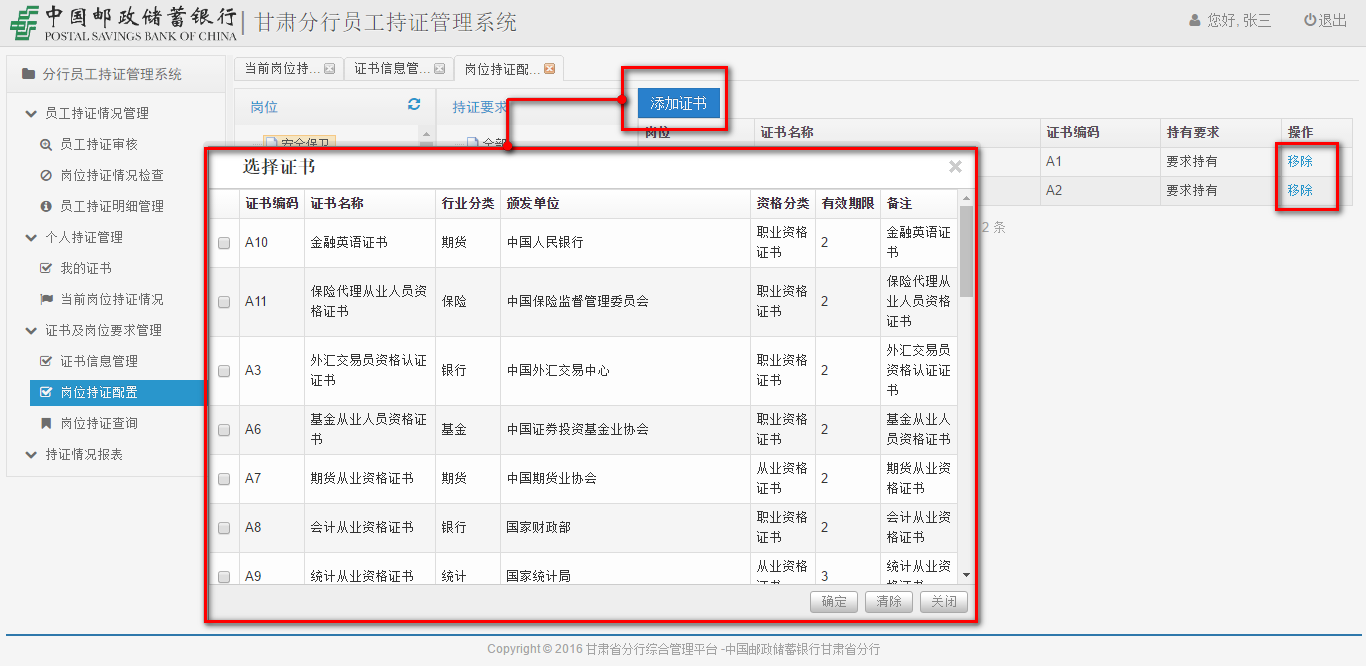 中国邮政储蓄银行
POSTAL SAVINGS BANK OF CHINA
甘肃分行员工持证管理系统
您好, 张三
退出
分行员工持证管理系统
员工持证情况管理
员工持证审核
岗位持证情况检查
员工持证明细管理
个人持证管理
我的证书
当前岗位持证情况
证书及岗位要求管理
证书信息管理
岗位持证配置
岗位持证查询
持证情况报表
当前岗位持...
证书信息管...
岗位持证配...
岗位
持证要求
安全保卫
全部
添加证书
岗位 证书名称 证书编码 持有要求 操作
A1 要求持有 移除
A2 要求持有 移除
2 条
选择证书
证书编码 证书名称 行业分类 颁发单位 资格分类 有效期限 备注
A10 金融英语证书 期货 中国人民银行 职业资格证书 2 金融英语证书
A11 保险代理从业人员资格证书 保险 中国保险监督管理委员会 职业资格证书 2 保险代理从业人员资格证书
A3 外汇交易员资格认证证书 银行 中国外汇交易中心 职业资格证书 2 外汇交易员资格认证证书
A6 基金从业人员资格证书 基金 中国证券投资基金业协会 职业资格证书 2 基金从业人员资格证书
A7 期货从业资格证书 期货 中国期货业协会 从业资格证书 2 期货从业资格证书
A8 会计从业资格证书 银行 国家财政部 职业资格证书 2 会计从业资格证书
A9 统计从业资格证书 统计 国家统计局 从业资格证书 3 统计从业资格证书
确定 清除 关闭
Copyright © 2016 甘肃省分行综合管理平台 -中国邮政储蓄银行甘肃省分行